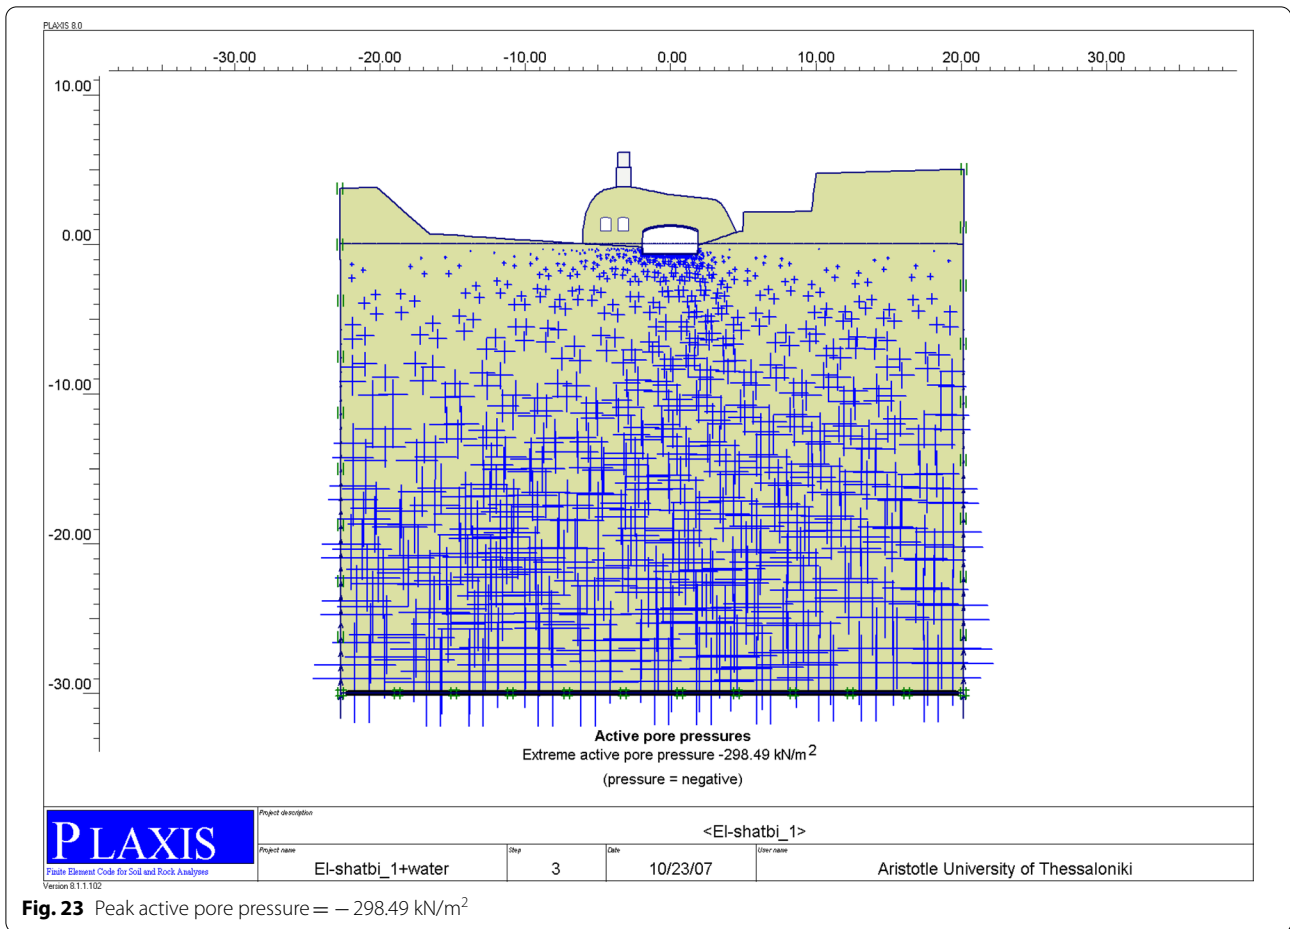 PLAXIS 8.0
-30.00 -20.00 -10.00 0.00 10.00 20.00 30.00
10.00
0.00
-10.00
-20.00
-30.00
Active pore pressures
Extreme active pore pressure -298.49 kN/m²
(pressure = negative)
Project description
<El-shatbi_1>
PLAXIS
Finite Element Code for Soil and Rock Analyses
Project name Step Date User name
El-shatbi_1+water 3 10/23/07 Aristotle University of Thessaloniki
Version 8.1.1.102
Fig. 23 Peak active pore pressure = − 298.49 kN/m²